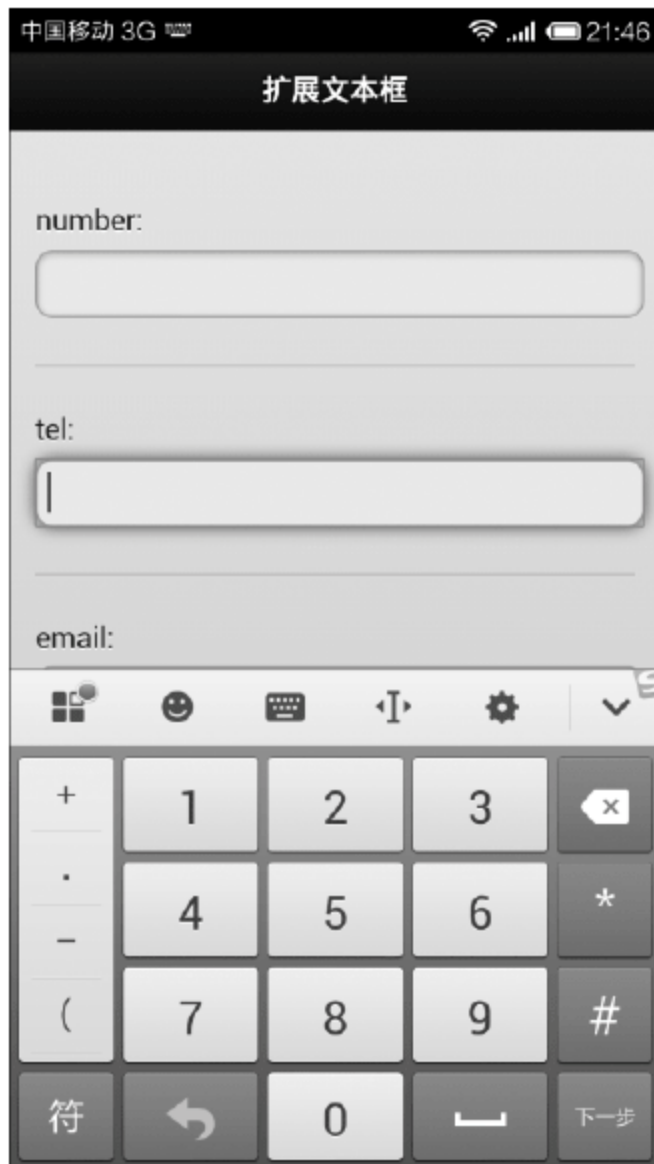 中国移动 3G 21:46
扩展文本框
number:
tel:
email:
+ 1 2 3
. 4 5 6 *
-
( 7 8 9 #
符 0 下一步